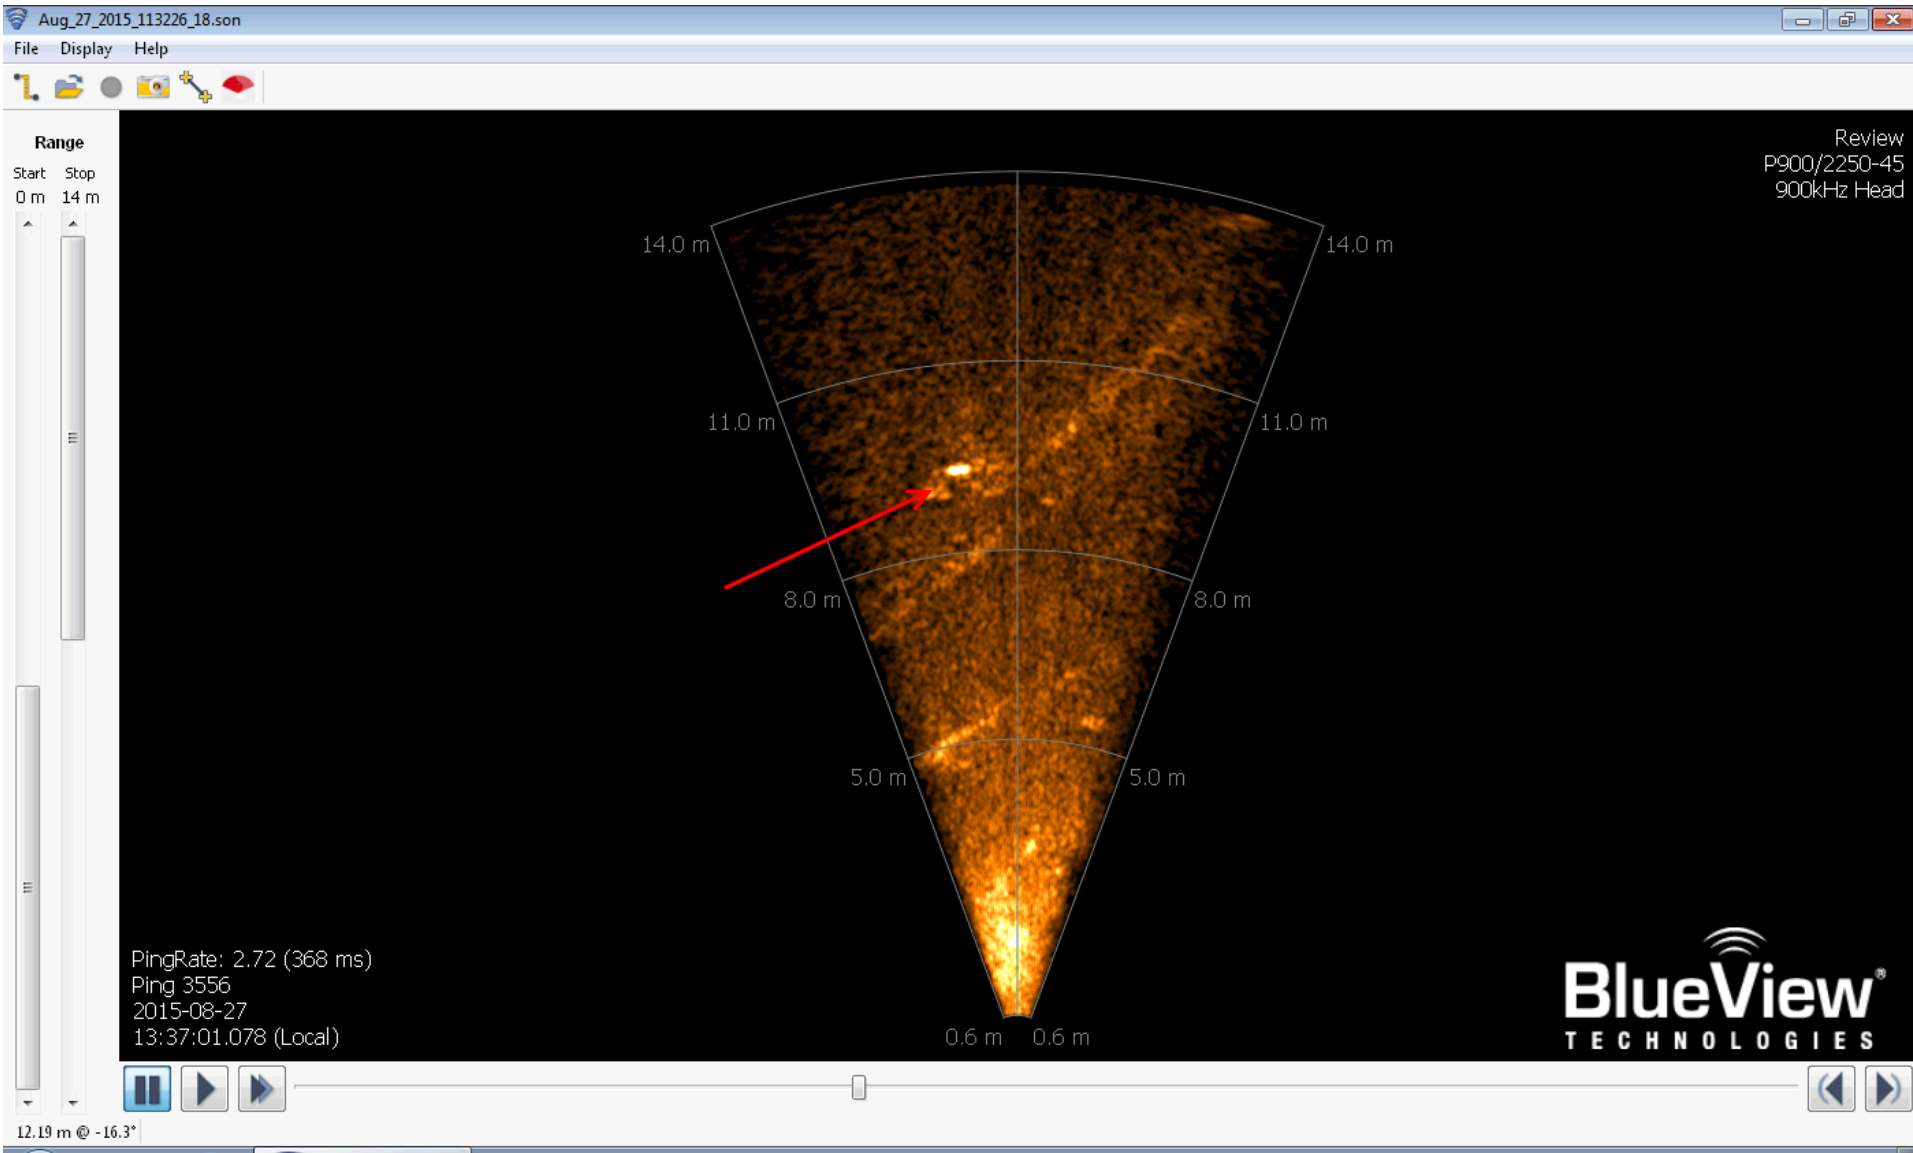 Aug_27_2015_113226_18.son
File Display Help
Range
Start Stop
0 m 14 m
Review
P900/2250-45
900kHz Head
14.0 m 14.0 m
11.0 m 11.0 m
8.0 m 8.0 m
5.0 m 5.0 m
0.6 m 0.6 m
PingRate: 2.72 (368 ms)
Ping 3556
2015-08-27
13:37:01.078 (Local)
BlueView®
TECHNOLOGIES
12.19 m @ -16.3°